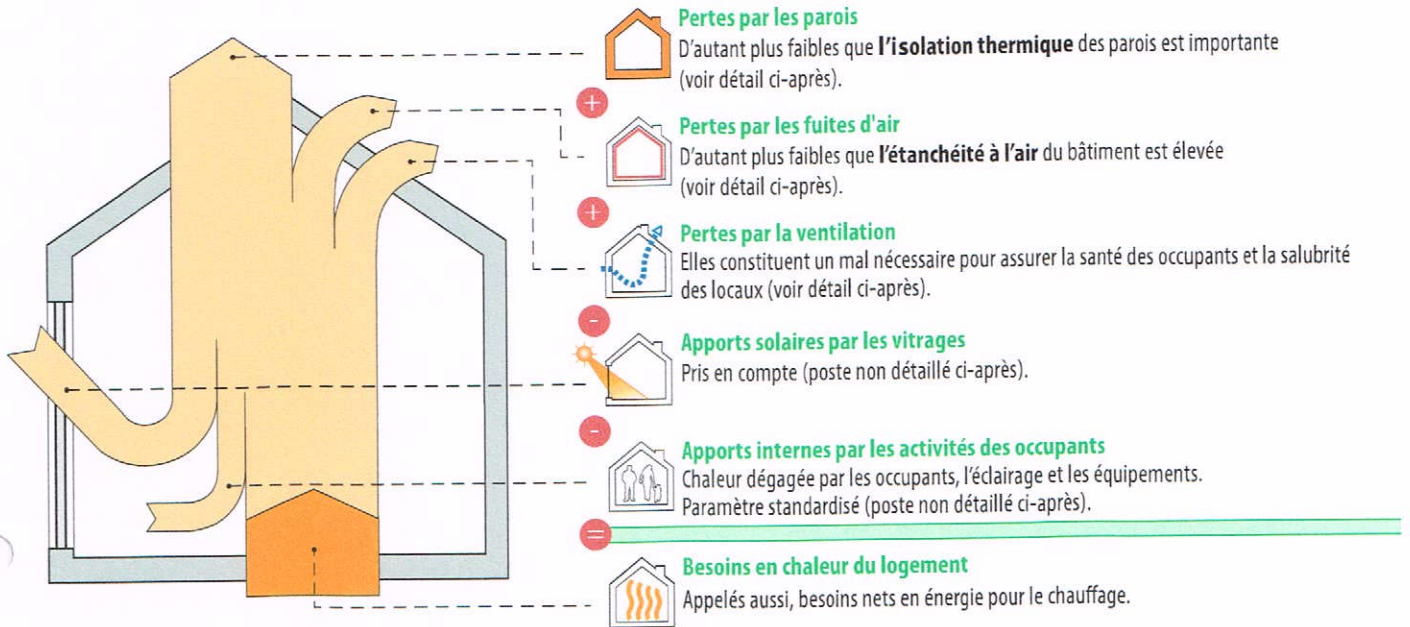 Pertes par les parois
D'autant plus faibles que l'isolation thermique des parois est importante
(voir détail ci-après).
+
Pertes par les fuites d'air
D'autant plus faibles que l'étanchéité à l'air du bâtiment est élevée
(voir détail ci-après).
+
Pertes par la ventilation
Elles constituent un mal nécessaire pour assurer la santé des occupants et la salubrité
des locaux (voir détail ci-après).
-
Apports solaires par les vitrages
Pris en compte (poste non détaillé ci-après).
-
Apports internes par les activités des occupants
Chaleur dégagée par les occupants, l'éclairage et les équipements.
Paramètre standardisé (poste non détaillé ci-après).
=
Besoins en chaleur du logement
Appelés aussi, besoins nets en énergie pour le chauffage.